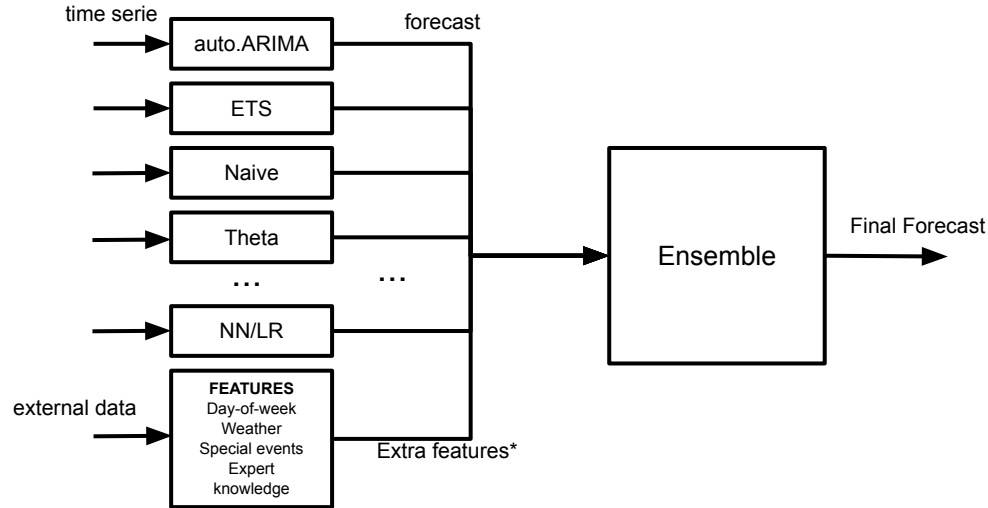 time serie
forecast
auto.ARIMA
ETS
Naive
Theta
...
...
NN/LR
Ensemble
Final Forecast
external data
FEATURES
Day-of-week
Weather
Special events
Expert
knowledge
Extra features*